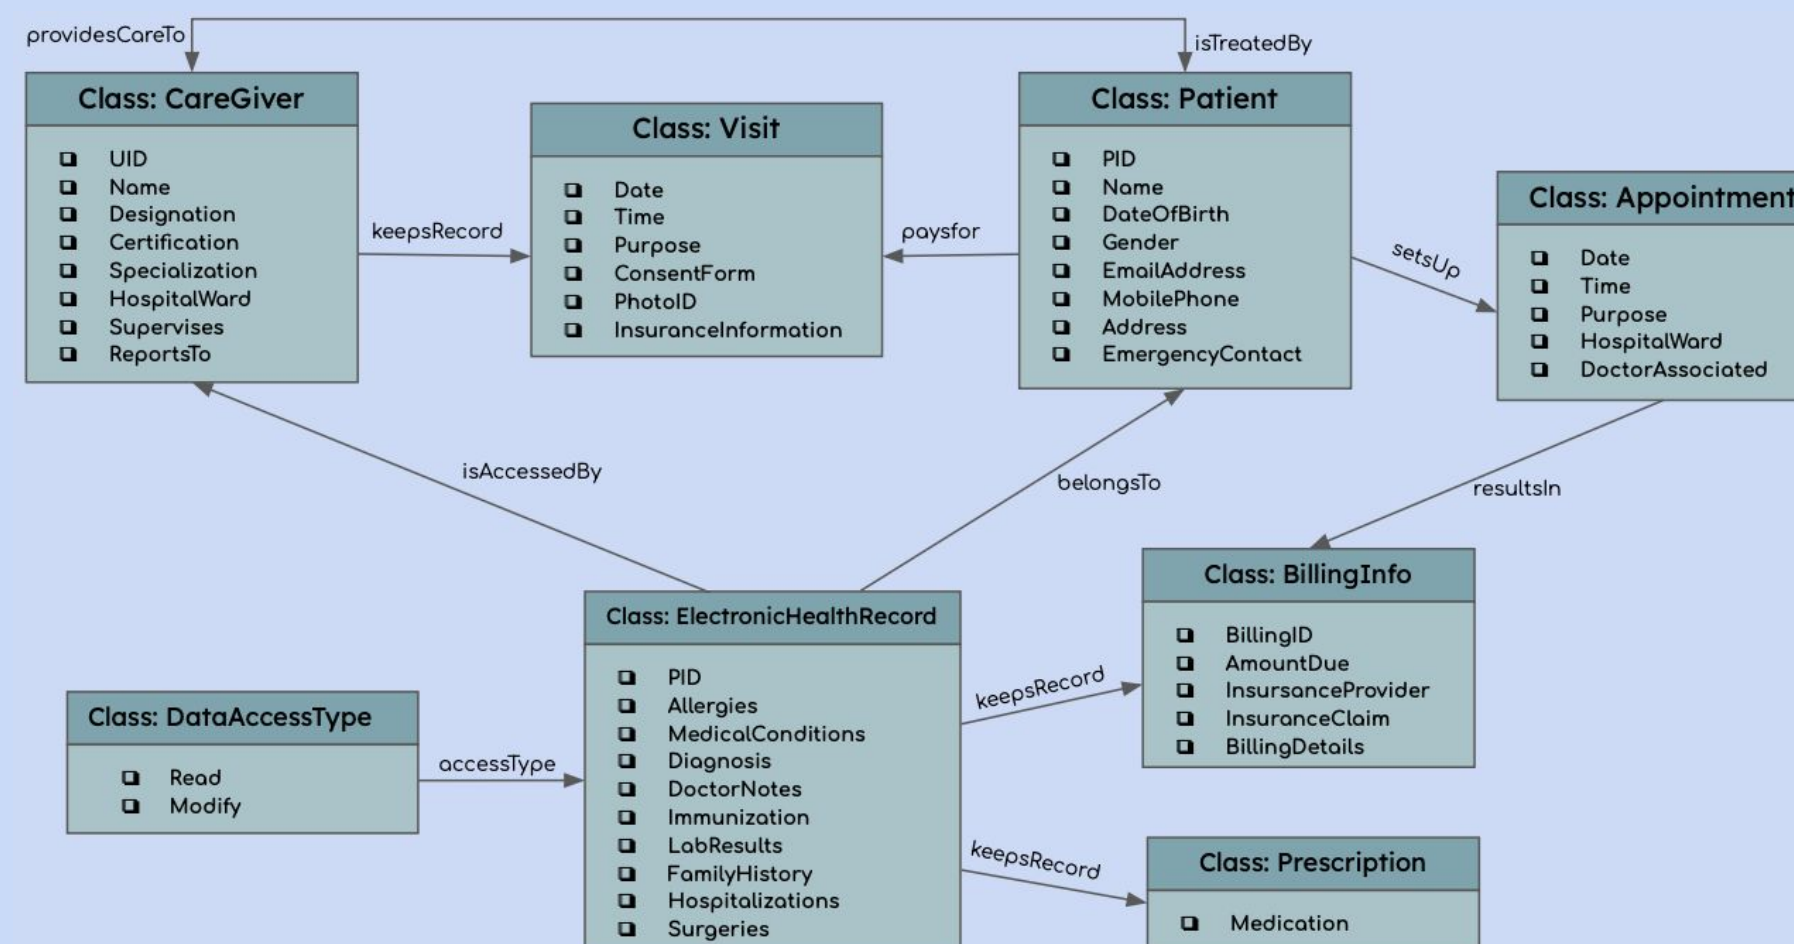 providesCareTo
isTreatedBy
Class: CareGiver
UID
Name
Designation
Certification
Specialization
HospitalWard
Supervises
ReportsTo
keepsRecord
Class: Visit
Date
Time
Purpose
ConsentForm
PhotoID
InsuranceInformation
paysfor
Class: Patient
PID
Name
DateOfBirth
Gender
EmailAddress
MobilePhone
Address
EmergencyContact
setsUp
Class: Appointment
Date
Time
Purpose
HospitalWard
DoctorAssociated
isAccessedBy
belongsTo
resultsIn
Class: DataAccessType
Read
Modify
accessType
Class: ElectronicHealthRecord
PID
Allergies
MedicalConditions
Diagnosis
DoctorNotes
Immunization
LabResults
FamilyHistory
Hospitalizations
Surgeries
keepsRecord
Class: BillingInfo
BillingID
AmountDue
InsursanceProvider
InsuranceClaim
BillingDetails
keepsRecord
Class: Prescription
Medication